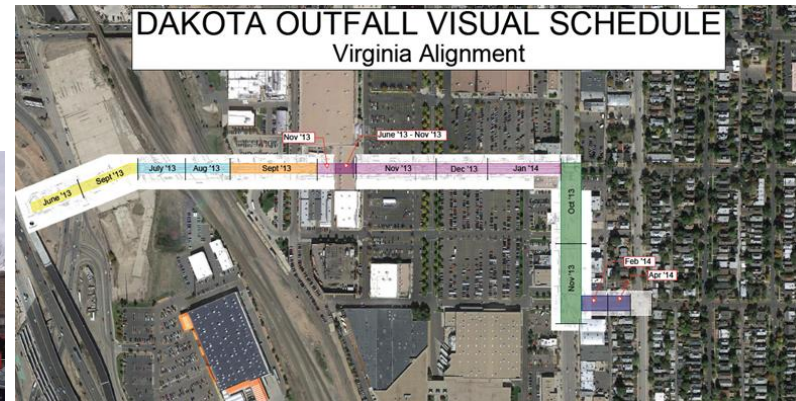 DAKOTA OUTFALL VISUAL SCHEDULE
Virginia Alignment
Nov '13
June '13 - Nov '13
June '13
Sept '13
July '13
Aug '13
Sept '13
Nov '13
Dec '13
Jan '14
Oct '13
Nov '13
Feb '14
Apr '14